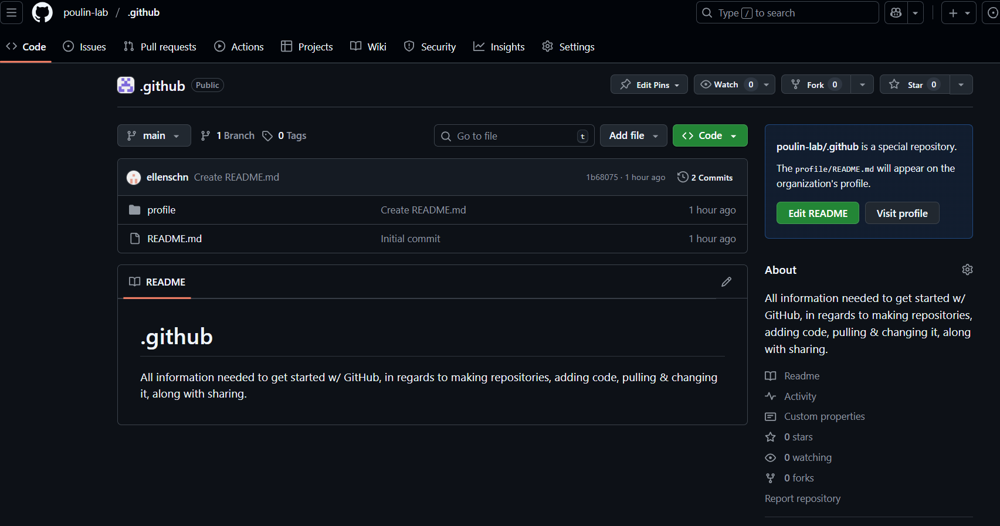 poulin-lab / .github
Type / to search
Code Issues Pull requests Actions Projects Wiki Security Insights Settings
.github Public
Edit Pins Watch 0 Fork 0 Star 0
main 1 Branch 0 Tags Go to file t Add file Code
ellenschn Create README.md 1b68075 · 1 hour ago 2 Commits
profile Create README.md 1 hour ago
README.md Initial commit 1 hour ago
README
.github
All information needed to get started w/ GitHub, in regards to making repositories, adding code, pulling & changing
it, along with sharing.
poulin-lab/.github is a special repository.
The profile/README.md will appear on the
organization's profile.
Edit README Visit profile
About
All information needed to get started w/
GitHub, in regards to making repositories,
adding code, pulling & changing it, along
with sharing.
Readme
Activity
Custom properties
0 stars
0 watching
0 forks
Report repository